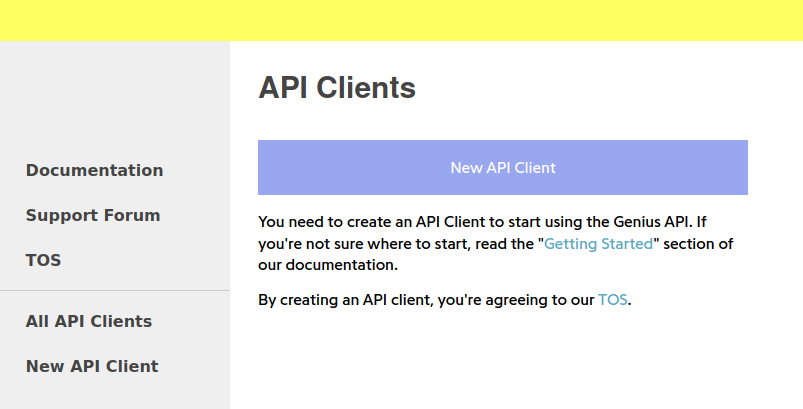 API Clients
Documentation
Support Forum
TOS
All API Clients
New API Client
New API Client
You need to create an API Client to start using the Genius API. If
you're not sure where to start, read the "Getting Started" section of
our documentation.
By creating an API client, you're agreeing to our TOS.